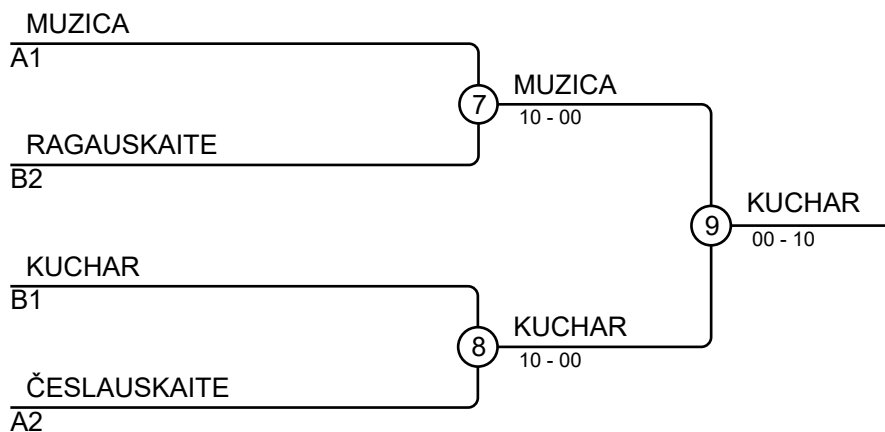 MUZICA
A1
7
MUZICA
10 - 00
RAGAUSKAITE
B2
9
KUCHAR
00 - 10
KUCHAR
B1
8
KUCHAR
10 - 00
ČESLAUSKAITE
A2